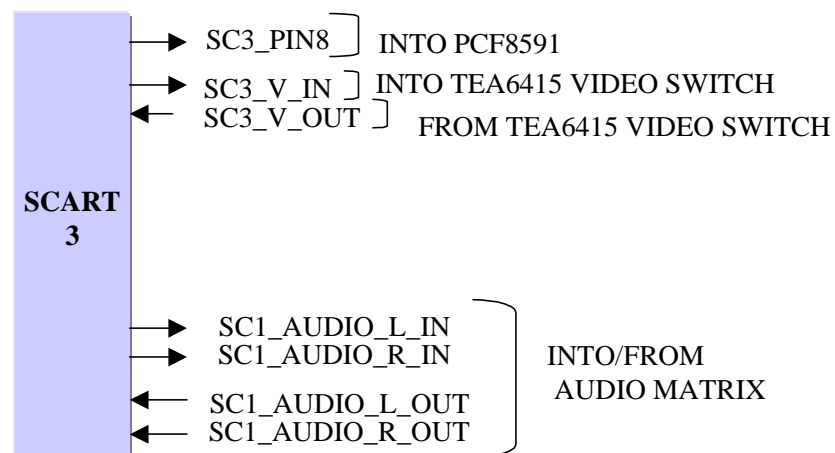 SC3_PIN8
INTO PCF8591
SC3_V_IN
INTO TEA6415 VIDEO SWITCH
SC3_V_OUT
FROM TEA6415 VIDEO SWITCH
SCART
3
SC1_AUDIO_L_IN
SC1_AUDIO_R_IN
INTO/FROM
AUDIO MATRIX
SC1_AUDIO_L_OUT
SC1_AUDIO_R_OUT